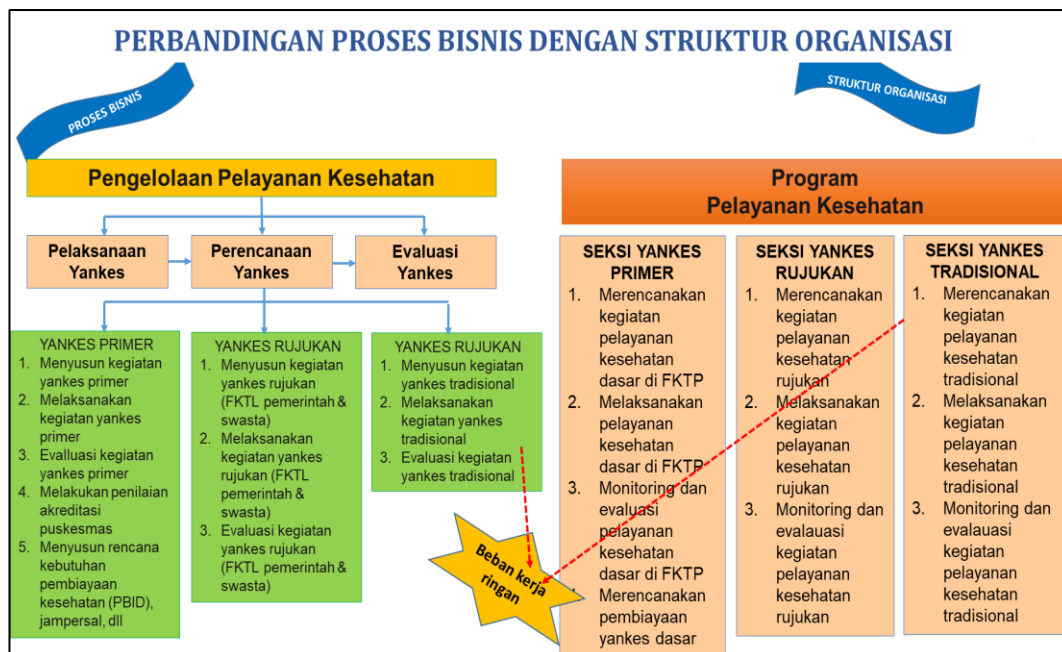 PERBANDINGAN PROSES BISNIS DENGAN STRUKTUR ORGANISASI
PROSES BISNIS
STRUKTUR ORGANISASI
Pengelolaan Pelayanan Kesehatan
Pelaksanaan
Yankes
Perencanaan
Yankes
Evaluasi
Yankes
YANKES PRIMER
1. Menyusun kegiatan
yankes primer
2. Melaksanakan
kegiatan yankes
primer
3. Evalluasi kegiatan
yankes primer
4. Melakukan penilaian
akreditasi
puskesmas
5. Menyusun rencana
kebutuhan
pembiayaan
kesehatan (PBID),
jampersal, dll
YANKES RUJUKAN
1. Menyusun kegiatan
yankes rujukan
(FKTL pemerintah &
swasta)
2. Melaksanakan
kegiatan yankes
rujukan (FKTL
pemerintah &
swasta)
3. Evaluasi kegiatan
yankes rujukan
(FKTL pemerintah &
swasta)
YANKES RUJUKAN
1. Menyusun kegiatan
yankes tradisional
2. Melaksanakan
kegiatan yankes
tradisional
3. Evaluasi kegiatan
yankes tradisional
Beban kerja
ringan
Program
Pelayanan Kesehatan
SEKSI YANKES
PRIMER
1. Merencanakan
kegiatan
pelayanan
kesehatan
dasar di FKTP
2. Melaksanakan
pelayanan
kesehatan
dasar di FKTP
3. Monitoring dan
evaluasi
pelayanan
kesehatan
dasar di FKTP
Merencanakan
pembiayaan
yankes dasar
SEKSI YANKES
RUJUKAN
1. Merencanakan
kegiatan
pelayanan
kesehatan
rujukan
2. Melaksanakan
kegiatan
pelayanan
kesehatan
rujukan
3. Monitoring dan
evalauasi
kegiatan
pelayanan
kesehatan
rujukan
SEKSI YANKES
TRADISIONAL
1. Merencanakan
kegiatan
pelayanan
kesehatan
tradisional
2. Melaksanakan
kegiatan
pelayanan
kesehatan
tradisional
3. Monitoring dan
evalauasi
kegiatan
pelayanan
kesehatan
tradisional